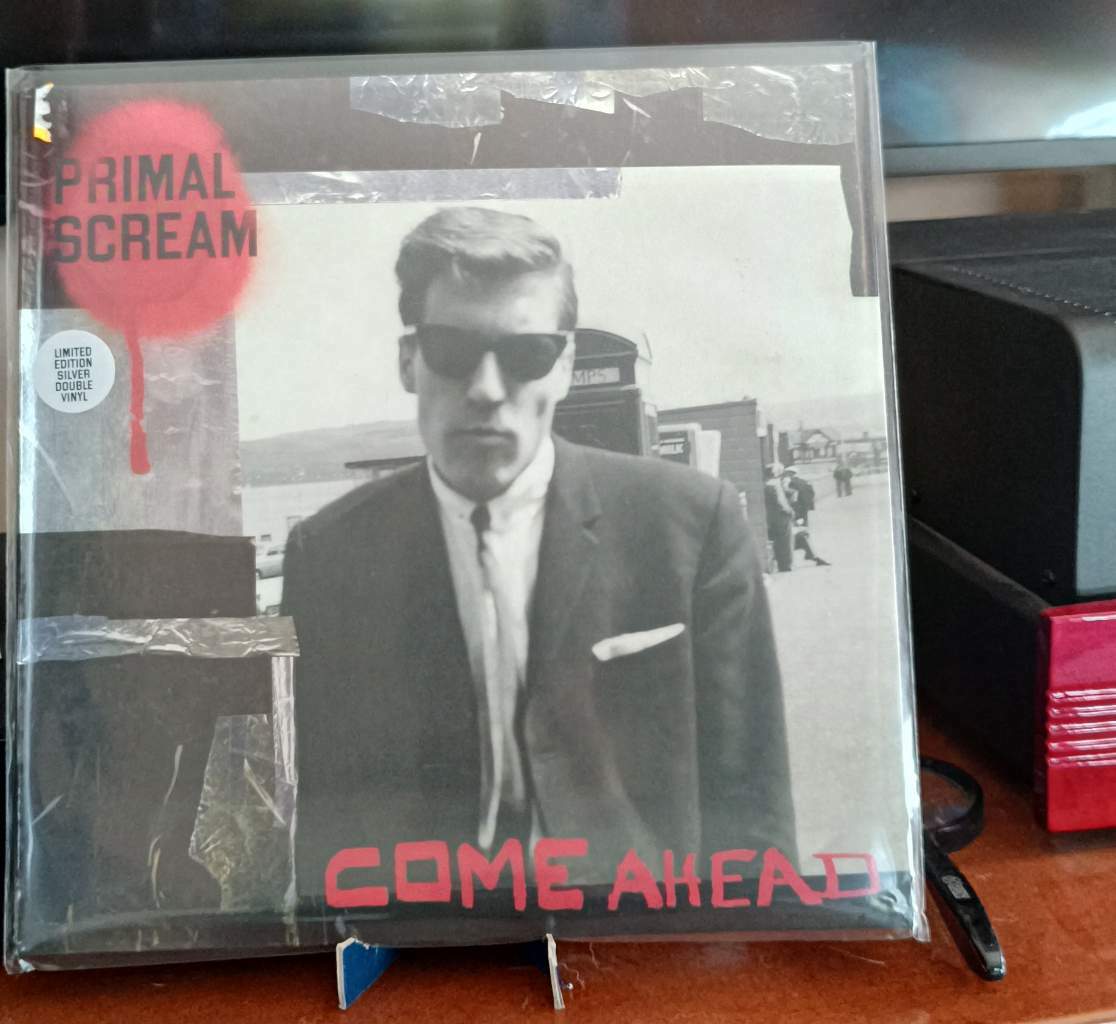 PRIMAL
SCREAM
LIMITED
EDITION
SILVER
DOUBLE
VINYL
COME AHEAD